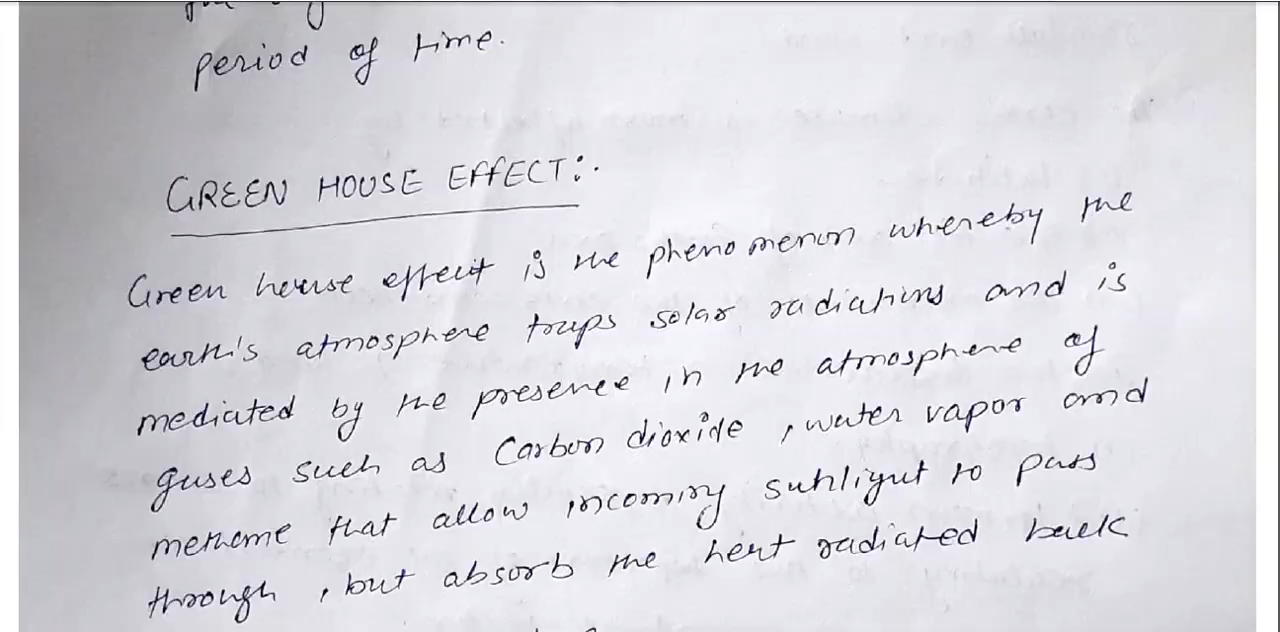 period of time.
GREEN HOUSE EFFECT:.
Green house effect is the phenomenon whereby the
earth's atmosphere traps solar radiations and is
mediated by the presence in the atmosphere of
gases such as Carbon dioxide , water vapor and
methane that allow incoming sunlight to pass
through , but absorb the heat radiated back